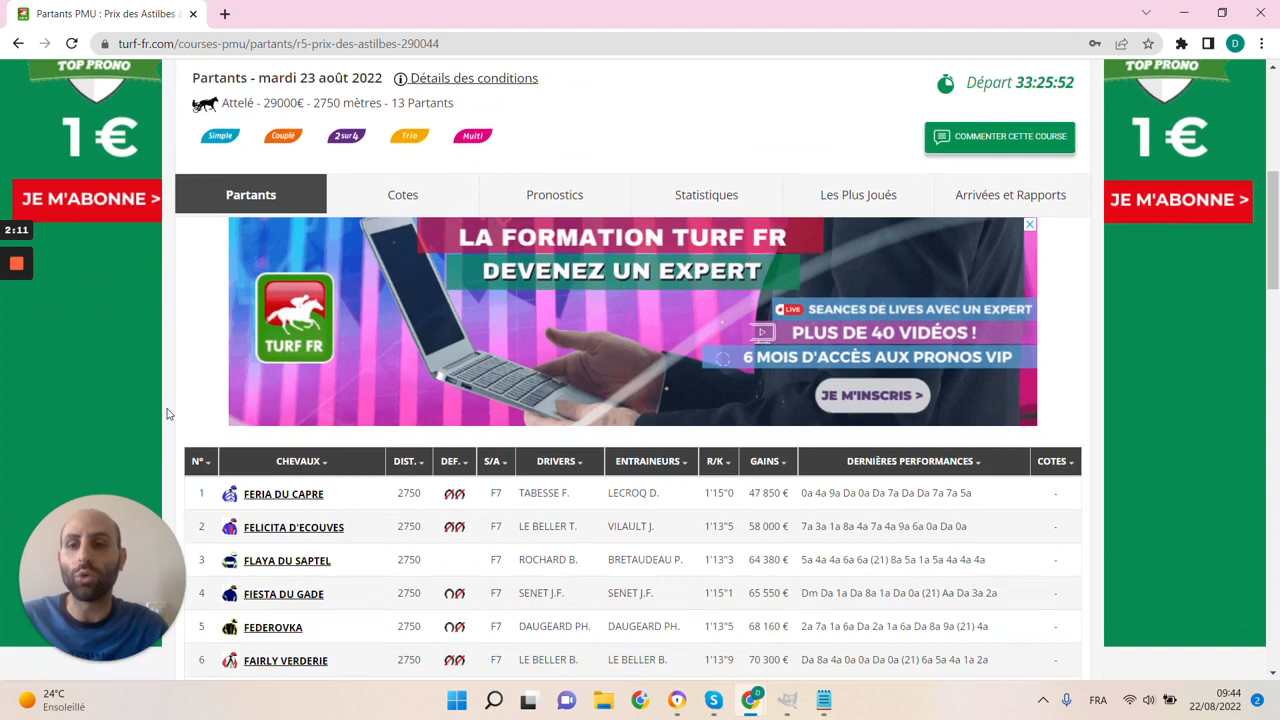 Partants PMU : Prix des Astilbes à
turf-fr.com/courses-pmu/partants/r5-prix-des-astilbes-290044
D
TOP PRONO
1€
JE M'ABONNE >
2:11
Partants - mardi 23 août 2022 Détails des conditions
Départ 33:25:52
Attelé - 29000€ - 2750 mètres - 13 Partants
Simple Couplé 2sur4 Trio Multi
COMMENTER CETTE COURSE
Partants Cotes Pronostics Statistiques Les Plus Joués Arrivées et Rapports
LA FORMATION TURF FR
DEVENEZ UN EXPERT
TURF FR
LIVE SEANCES DE LIVES AVEC UN EXPERT
PLUS DE 40 VIDÉOS !
6 MOIS D'ACCÈS AUX PRONOS VIP
JE M'INSCRIS >
N° CHEVAUX DIST. DEF. S/A DRIVERS ENTRAINEURS R/K GAINS DERNIÈRES PERFORMANCES COTES
1 FERIA DU CAPRE 2750 F7 TABESSE F. LECROQ D. 1'15"0 47 850 € 0a 4a 9a Da 0a Da 7a Da Da 7a 7a 5a -
2 FELICITA D'ECOUVES 2750 F7 LE BELLER T. VILAULT J. 1'13"5 58 000 € 7a 3a 1a 8a 4a 7a 4a 9a 6a 0a Da 0a -
3 FLAYA DU SAPTEL 2750 F7 ROCHARD B. BRETAUDEAU P. 1'13"3 64 380 € 5a 4a 4a 6a 6a (21) 8a 5a 1a 5a 4a 4a 4a -
4 FIESTA DU GADE 2750 F7 SENET J.F. SENET J.F. 1'15"1 65 550 € Dm Da 1a Da 8a 1a Da 0a (21) Aa Da 3a 2a -
5 FEDEROVKA 2750 F7 DAUGEARD PH. DAUGEARD PH. 1'13"5 68 160 € 2a 7a 1a 6a Da 2a 1a 6a Da 8a 9a (21) 4a -
6 FAIRLY VERDERIE 2750 F7 LE BELLER B. LE BELLER B. 1'13"9 70 300 € Da 8a 4a 0a 0a Da 0a (21) 6a 5a 4a 1a 2a -
TOP PRONO
1€
JE M'ABONNE >
24°C
Ensoleillé
FRA
09:44
22/08/2022
2